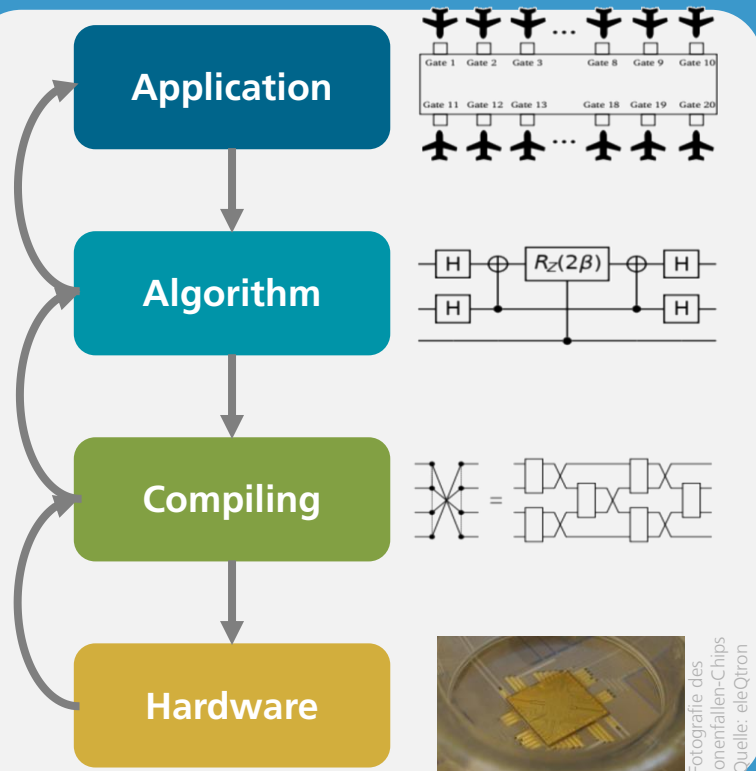 Application
Gate 1 Gate 2 Gate 3 ... Gate 8 Gate 9 Gate 10
Gate 11 Gate 12 Gate 13 Gate 18 Gate 19 Gate 20
...
Algorithm
H R_Z(2β) H
H H
Compiling
=
Hardware
Fotografie des
onenfallen-Chips
Quelle: eleQtron